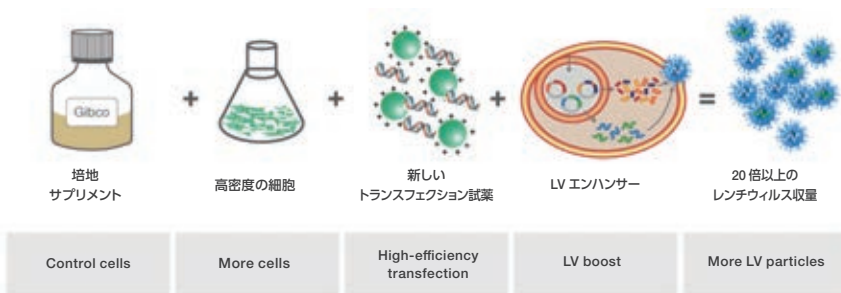 Gibco
+
+
+
=
培地
サプリメント
高密度の細胞
新しい
トランスフェクション試薬
LV エンハンサー
20 倍以上の
レンチウィルス収量
Control cells
More cells
High-efficiency
transfection
LV boost
More LV particles